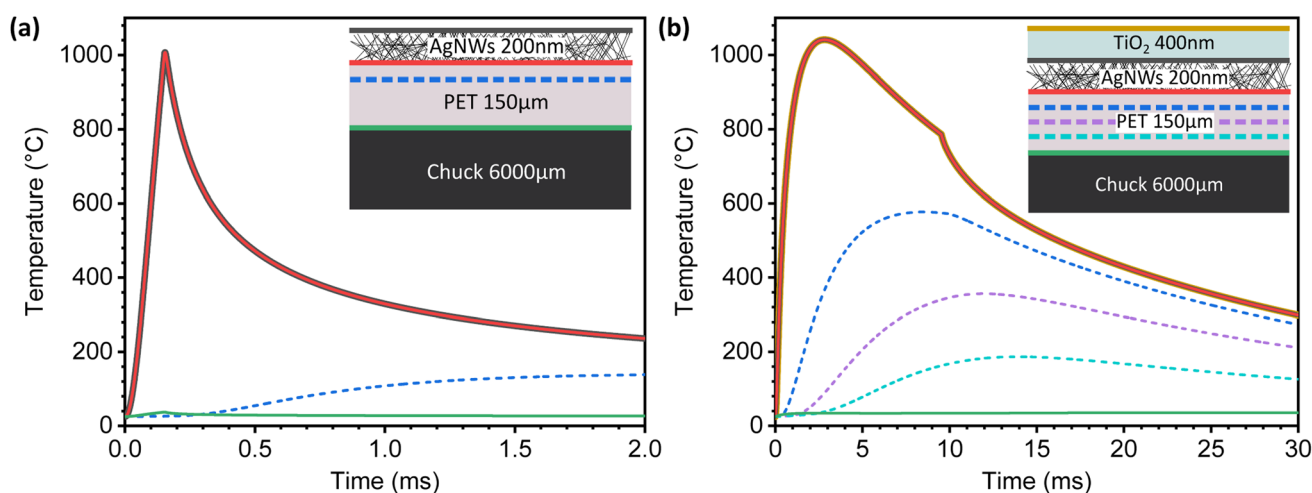 (a)
Temperature (°C)
1000
800
600
400
200
0
0.0 0.5 1.0 1.5 2.0
Time (ms)
AgNWs 200nm
PET 150µm
Chuck 6000µm
(b)
Temperature (°C)
1000
800
600
400
200
0
0 5 10 15 20 25 30
Time (ms)
TiO₂ 400nm
AgNWs 200nm
PET 150µm
Chuck 6000µm